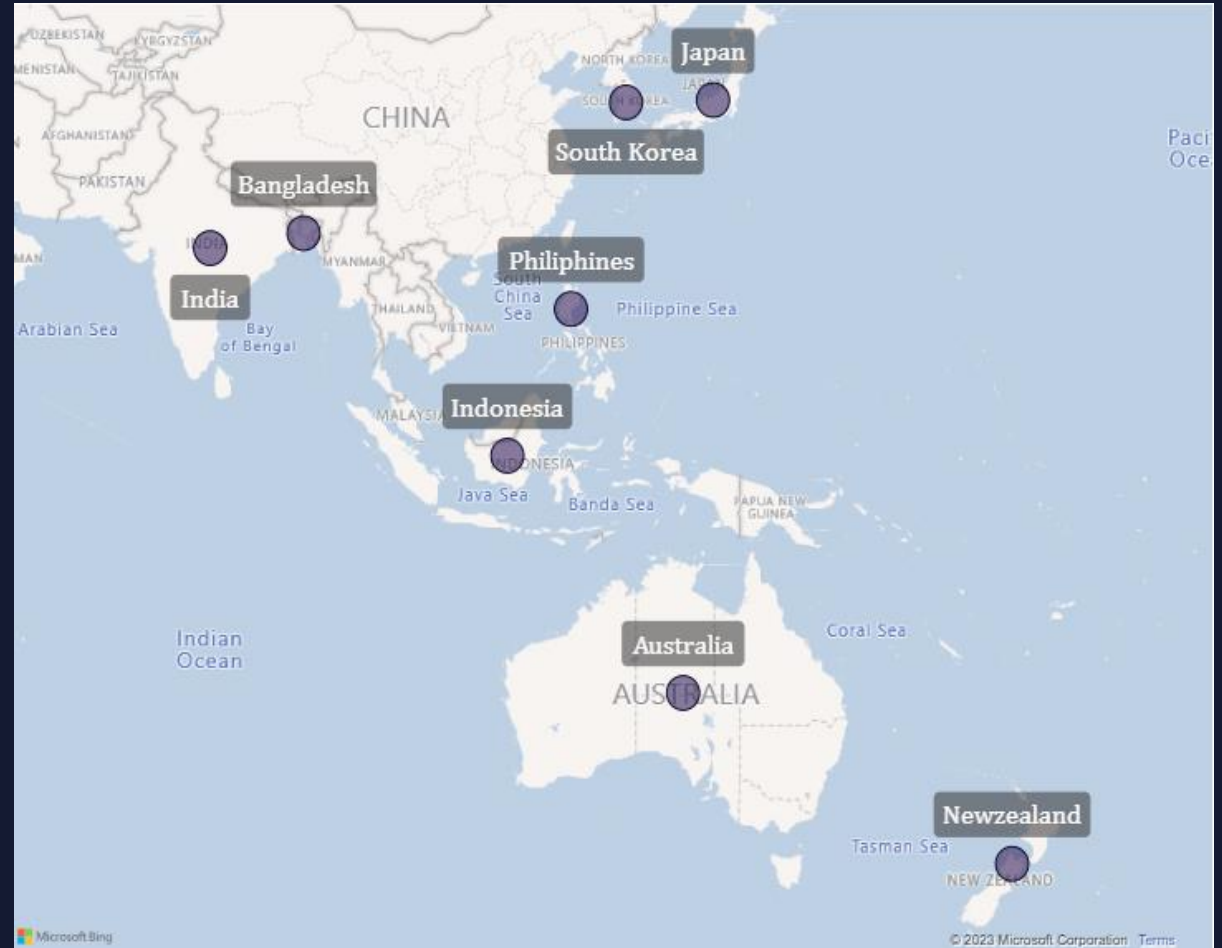 UZBEKISTAN
KYRGYZSTAN
MENISTAN
TAJIKISTAN
AFGHANISTAN
PAKISTAN
CHINA
NORTH KOREA
Japan
JAPAN
SOUTH KOREA
South Korea
Paci
Oce
Bangladesh
INDIA
India
MAN
MYANMAR
Philiphines
South
China
Sea
Philippine Sea
THAILAND
VIETNAM
PHILIPPINES
Arabian Sea
Bay
of Bengal
Indonesia
MALAYSIA
INDONESIA
Java Sea
Banda Sea
PAPUA NEW
GUINEA
Indian
Ocean
Australia
AUSTRALIA
Coral Sea
Newzealand
Tasman Sea
NEW ZEALAND
Microsoft Bing
© 2023 Microsoft Corporation Terms